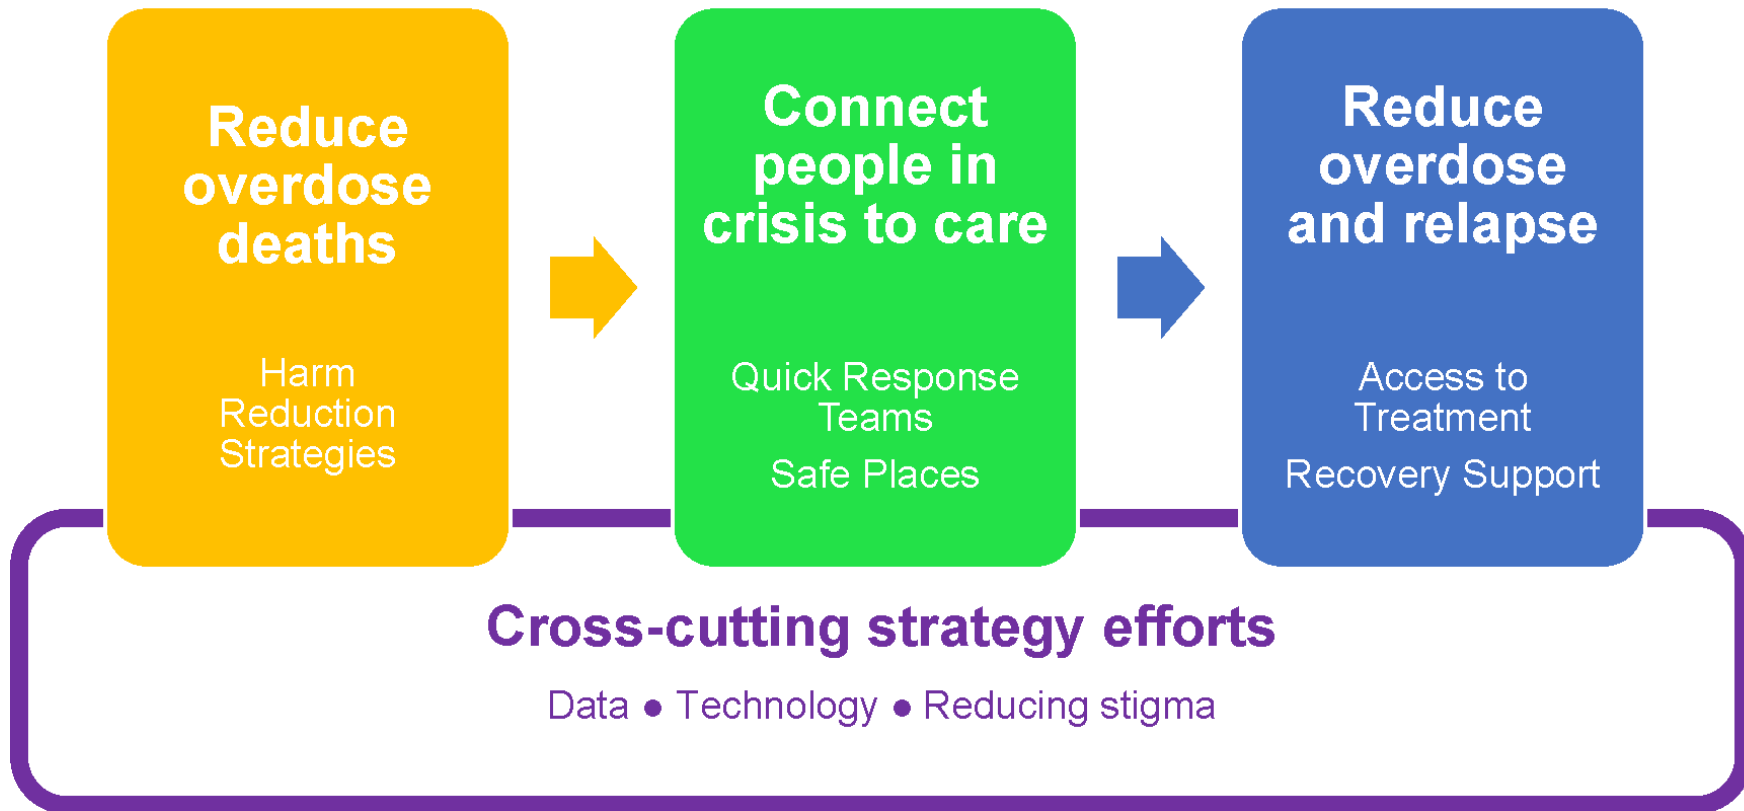 Reduce
overdose
deaths
Harm
Reduction
Strategies
Connect
people in
crisis to care
Quick Response
Teams
Safe Places
Reduce
overdose
and relapse
Access to
Treatment
Recovery Support
Cross-cutting strategy efforts
Data ● Technology ● Reducing stigma